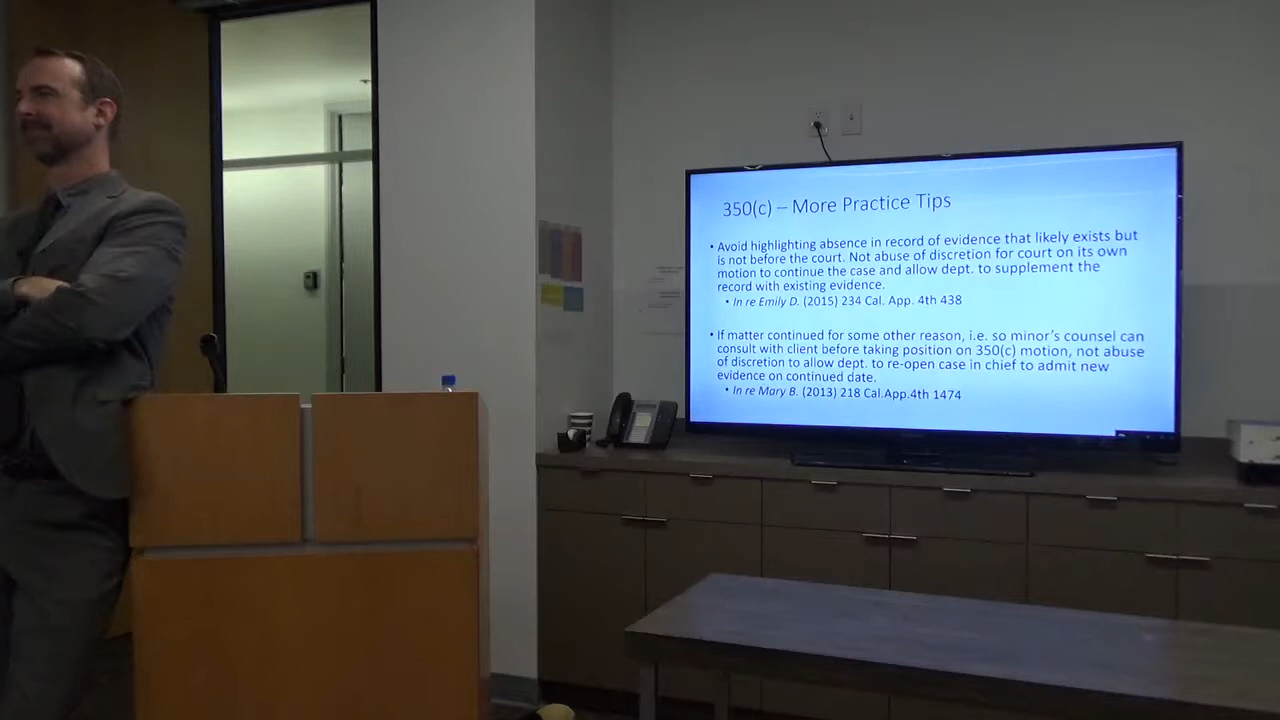 350(c) – More Practice Tips
• Avoid highlighting absence in record of evidence that likely exists but
is not before the court. Not abuse of discretion for court on its own
motion to continue the case and allow dept. to supplement the
record with existing evidence.
• In re Emily D. (2015) 234 Cal. App. 4th 438
• If matter continued for some other reason, i.e. so minor's counsel can
consult with client before taking position on 350(c) motion, not abuse
of discretion to allow dept. to re-open case in chief to admit new
evidence on continued date.
• In re Mary B. (2013) 218 Cal.App.4th 1474